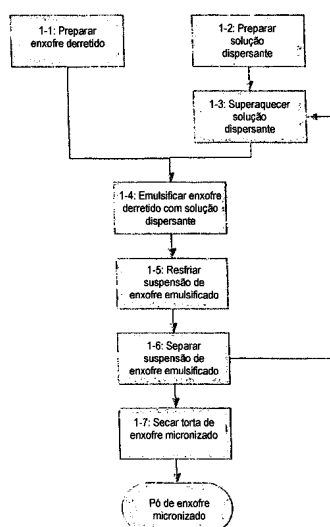 1-1: Preparar
enxofre derretido
1-2: Preparar
solução
dispersante
1-3: Superaquecer
solução
dispersante
1-4: Emulsificar enxofre
derretido com solução
dispersante
1-5: Resfriar
suspensão de
enxofre emulsificado
1-6: Separar
suspensão de
enxofre emulsificado
1-7: Secar torta de
enxofre micronizado
Pó de enxofre
micronizado